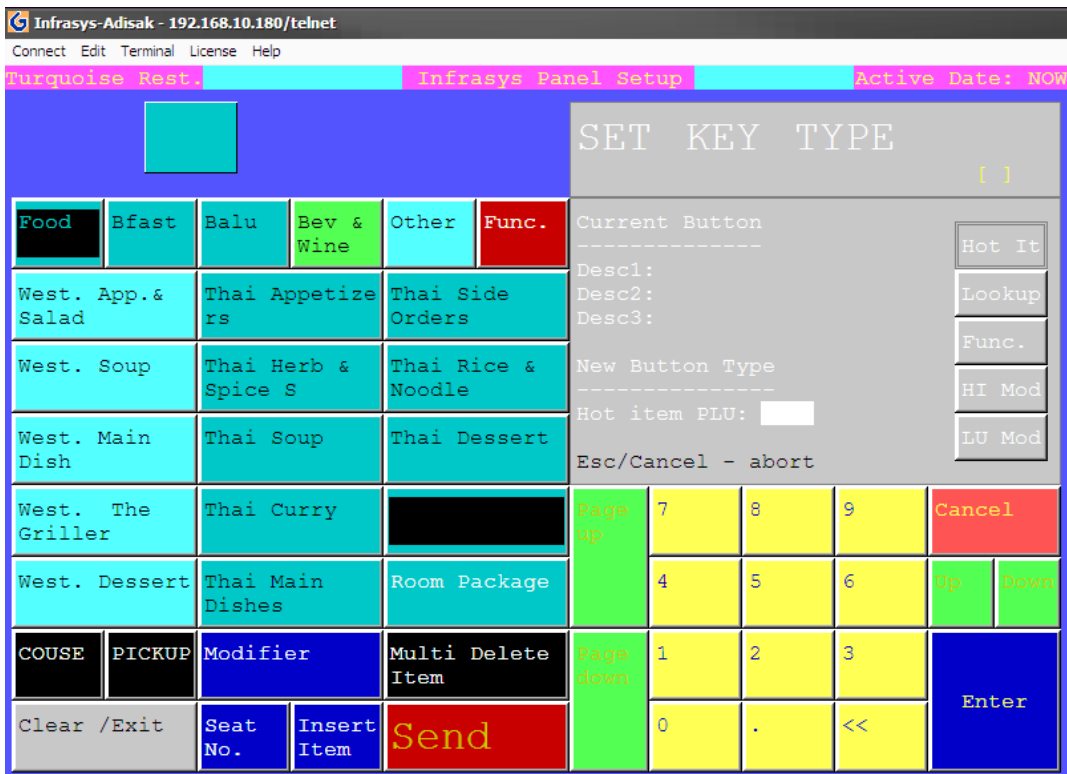 Infrasys-Adisak - 192.168.10.180/telnet
Connect Edit Terminal License Help
Turquoise Rest. Infrasys Panel Setup Active Date: NOW
SET KEY TYPE
[ ]
Food Bfast Balu Bev & Wine Other Func.
West. App.& Salad Thai Appetize rs Thai Side Orders
West. Soup Thai Herb & Spice S Thai Rice & Noodle
West. Main Dish Thai Soup Thai Dessert
West. The Griller Thai Curry
West. Dessert Thai Main Dishes Room Package
COUSE PICKUP Modifier Multi Delete Item
Clear /Exit Seat No. Insert Item Send
Current Button
--------------
Desc1:
Desc2:
Desc3:
New Button Type
---------------
Hot item PLU:
Esc/Cancel - abort
Hot It
Lookup
Func.
HI Mod
LU Mod
Page up 7 8 9 Cancel
4 5 6 Up Down
Page down 1 2 3 Enter
0 . <<